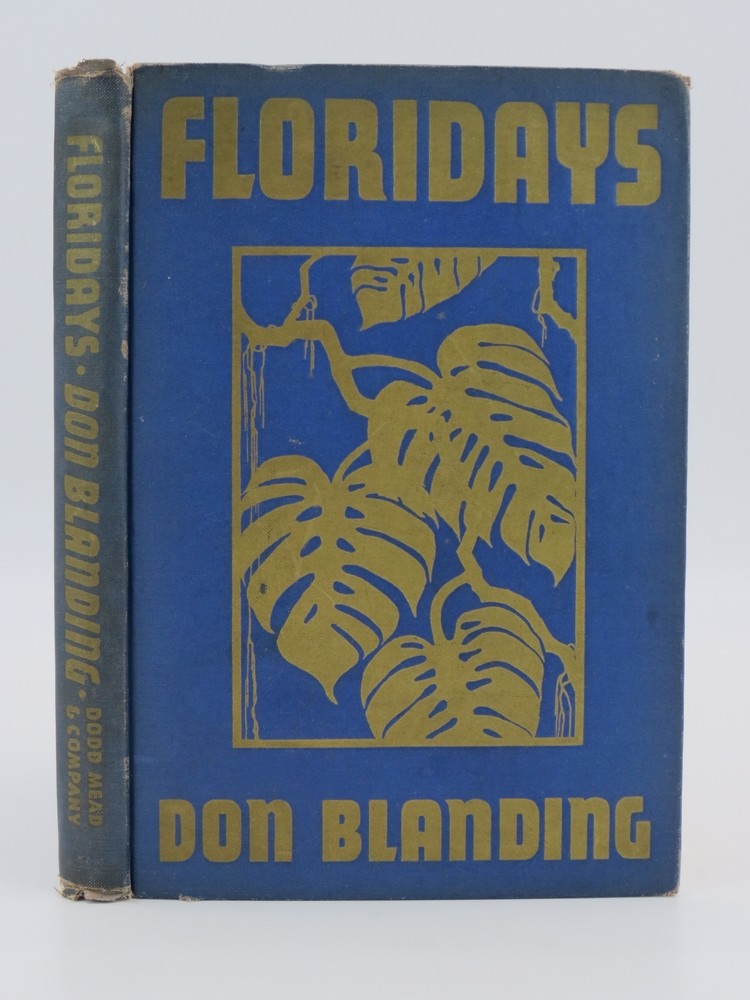 FLORIDAYS
DON BLANDING
FLORIDAYS · DON BLANDING ·
DODD MEAD
& COMPANY